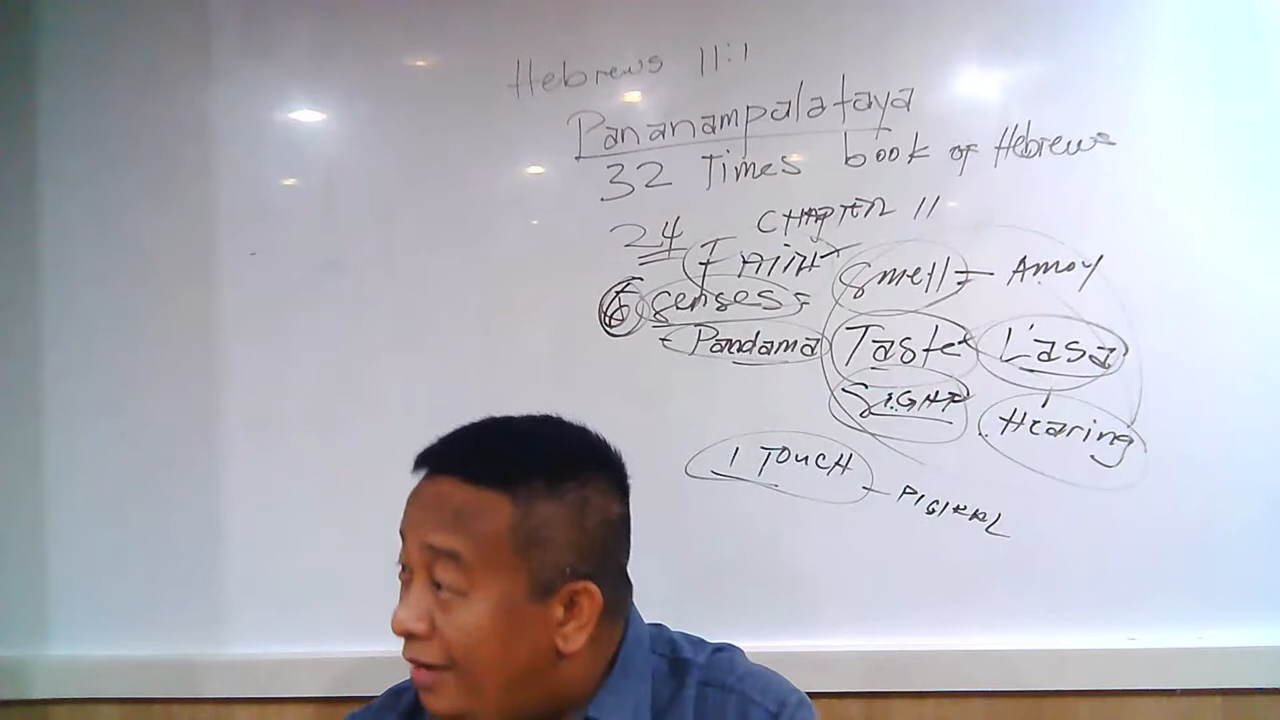 Hebrews 11:1
Pananampalataya
32 Times book of Hebrews
24 CHAPTER 11
FAITH Smell = AMOY
6 senses =
- Pandama Taste Lasa
SIGHT Hearing
1 TOUCH - PISIKAL